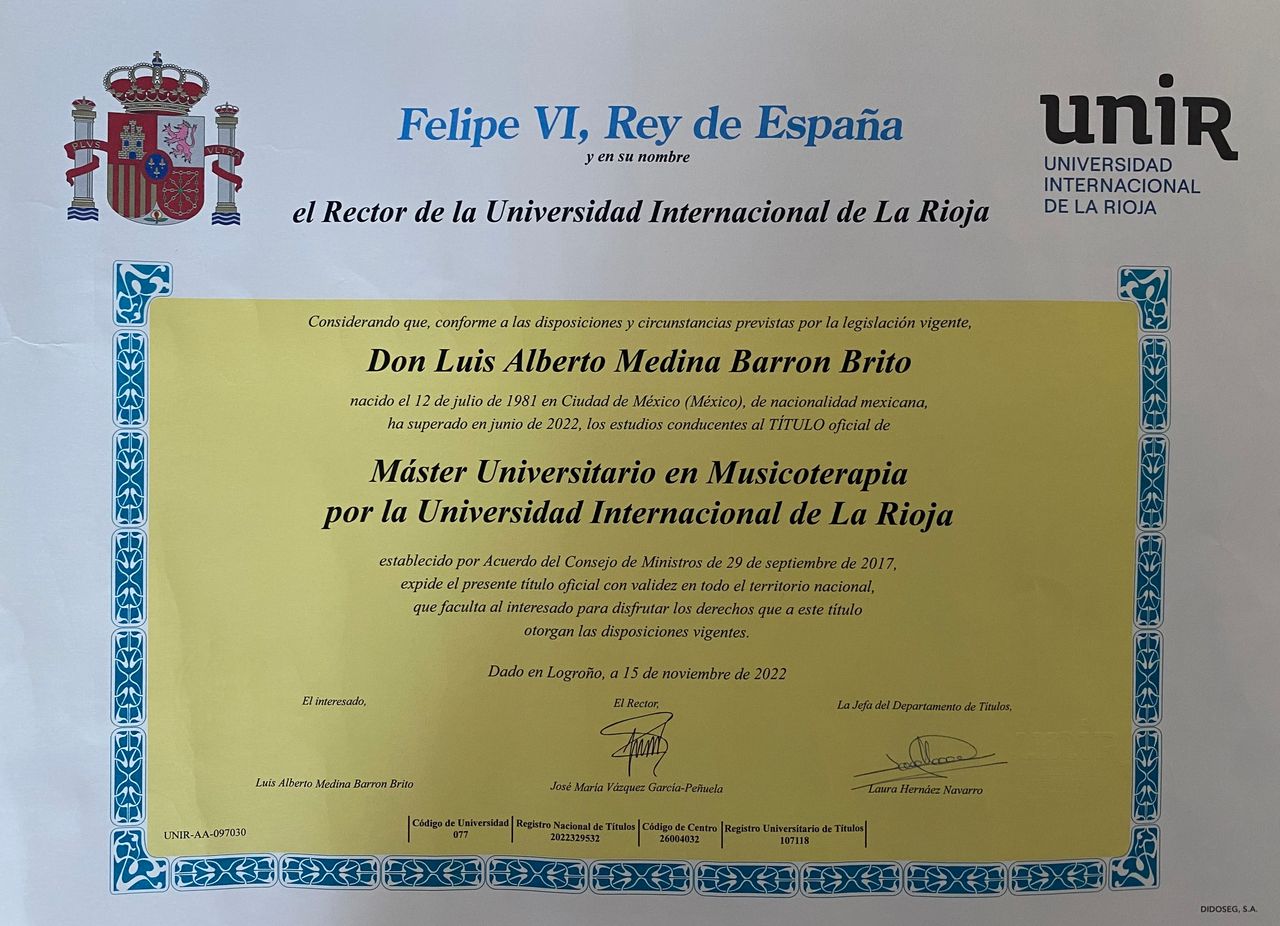 PLVS VLTRA
Felipe VI, Rey de España
y en su nombre
el Rector de la Universidad Internacional de La Rioja
unir
UNIVERSIDAD
INTERNACIONAL
DE LA RIOJA
Considerando que, conforme a las disposiciones y circunstancias previstas por la legislación vigente,
Don Luis Alberto Medina Barron Brito
nacido el 12 de julio de 1981 en Ciudad de México (México), de nacionalidad mexicana,
ha superado en junio de 2022, los estudios conducentes al TÍTULO oficial de
Máster Universitario en Musicoterapia
por la Universidad Internacional de La Rioja
establecido por Acuerdo del Consejo de Ministros de 29 de septiembre de 2017,
expide el presente título oficial con validez en todo el territorio nacional,
que faculta al interesado para disfrutar los derechos que a este título
otorgan las disposiciones vigentes.
Dado en Logroño, a 15 de noviembre de 2022
El interesado, El Rector, La Jefa del Departamento de Títulos,
Luis Alberto Medina Barron Brito José María Vázquez García-Peñuela Laura Hernáez Navarro
UNIR-AA-097030
Código de Universidad Registro Nacional de Títulos Código de Centro Registro Universitario de Títulos
077 2022329532 26004032 107118
DIDOSEG, S.A.